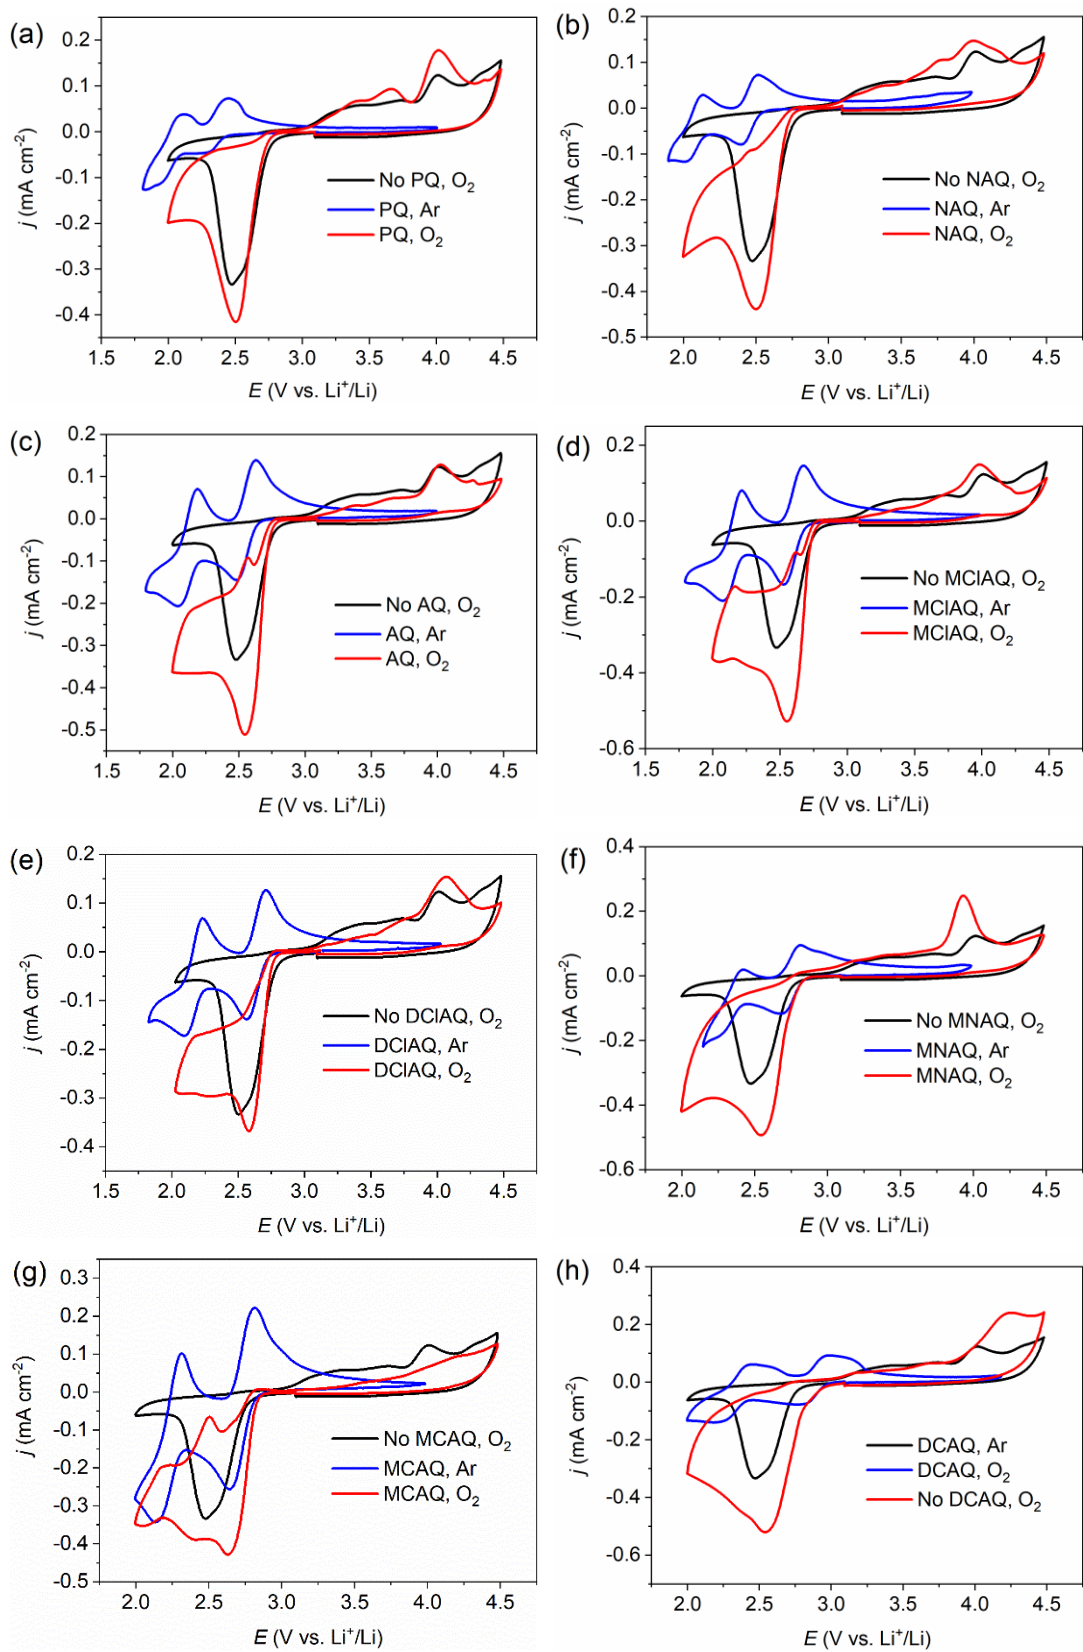 (a)
0.2
0.1
0.0
-0.1
-0.2
-0.3
-0.4
j (mA cm⁻²)
No PQ, O₂
PQ, Ar
PQ, O₂
1.5 2.0 2.5 3.0 3.5 4.0 4.5
E (V vs. Li⁺/Li)
(b)
0.2
0.1
0.0
-0.1
-0.2
-0.3
-0.4
-0.5
j (mA cm⁻²)
No NAQ, O₂
NAQ, Ar
NAQ, O₂
2.0 2.5 3.0 3.5 4.0 4.5
E (V vs. Li⁺/Li)
(c)
0.2
0.1
0.0
-0.1
-0.2
-0.3
-0.4
-0.5
j (mA cm⁻²)
No AQ, O₂
AQ, Ar
AQ, O₂
2.0 2.5 3.0 3.5 4.0 4.5
E (V vs. Li⁺/Li)
(d)
0.2
0.0
-0.2
-0.4
-0.6
j (mA cm⁻²)
No MClAQ, O₂
MClAQ, Ar
MClAQ, O₂
2.0 2.5 3.0 3.5 4.0 4.5
E (V vs. Li⁺/Li)
(e)
0.2
0.1
0.0
-0.1
-0.2
-0.3
-0.4
j (mA cm⁻²)
No DClAQ, O₂
DClAQ, Ar
DClAQ, O₂
1.5 2.0 2.5 3.0 3.5 4.0 4.5
E (V vs. Li⁺/Li)
(f)
0.4
0.2
0.0
-0.2
-0.4
-0.6
j (mA cm⁻²)
No MNAQ, O₂
MNAQ, Ar
MNAQ, O₂
2.0 2.5 3.0 3.5 4.0 4.5
E (V vs. Li⁺/Li)
(g)
0.3
0.2
0.1
0.0
-0.1
-0.2
-0.3
-0.4
-0.5
j (mA cm⁻²)
No MCAQ, O₂
MCAQ, Ar
MCAQ, O₂
2.0 2.5 3.0 3.5 4.0 4.5
E (V vs. Li⁺/Li)
(h)
0.4
0.2
0.0
-0.2
-0.4
-0.6
j (mA cm⁻²)
DCAQ, Ar
DCAQ, O₂
No DCAQ, O₂
2.0 2.5 3.0 3.5 4.0 4.5
E (V vs. Li⁺/Li)